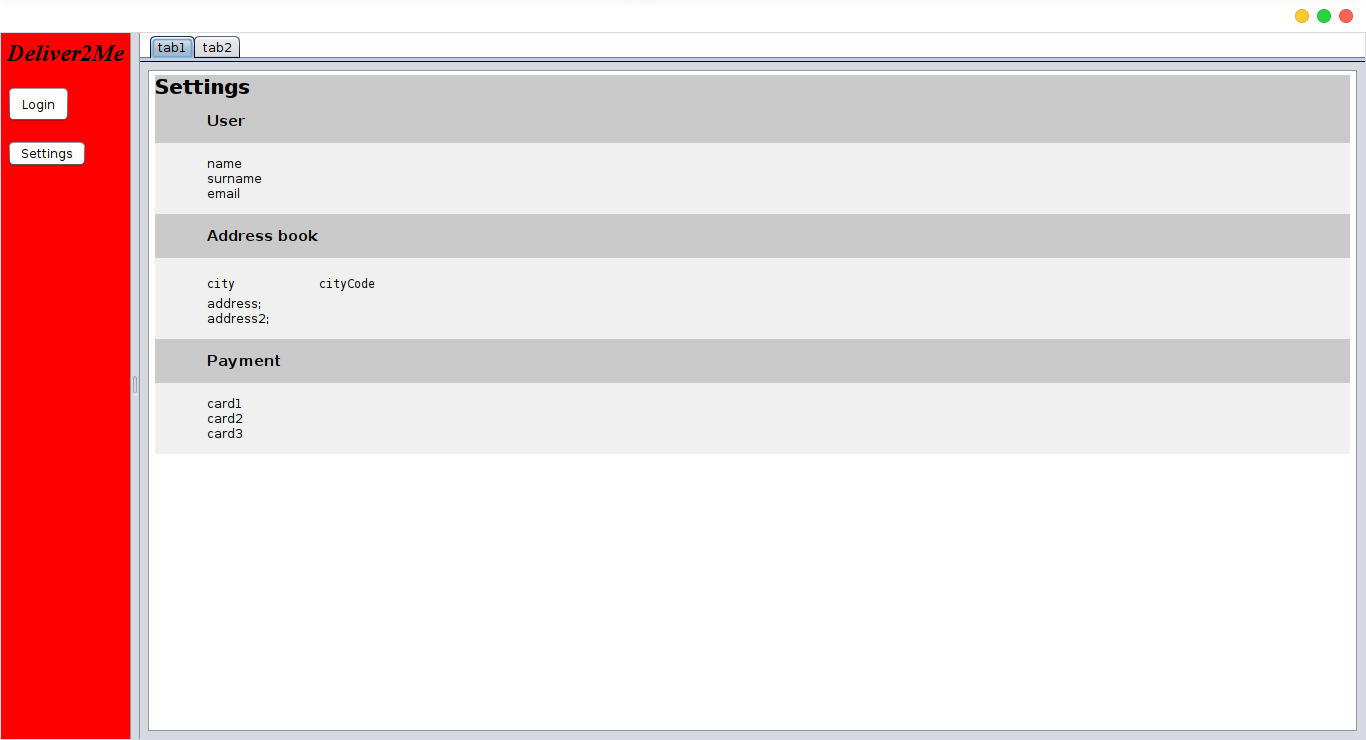 Deliver2Me
Login
Settings
tab1 tab2
Settings
User
name
surname
email
Address book
city cityCode
address;
address2;
Payment
card1
card2
card3